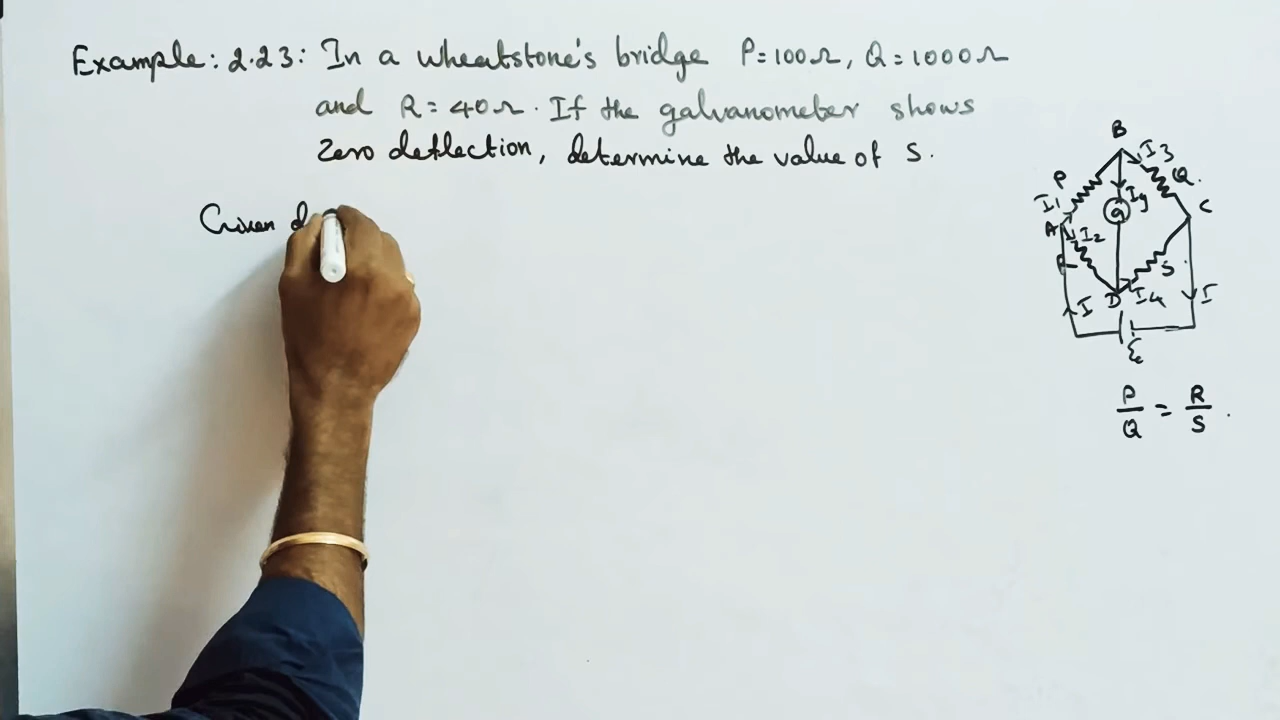 Example: 2.23: In a wheatstone's bridge P=100Ω, Q=1000Ω
and R=40Ω. If the galvanometer shows
zero deflection, determine the value of S.
Given d
B
P
I3
Q.
I1
Ig
G
C
A
I2
R
S
D
I4
I
I
ξ
P/Q = R/S.